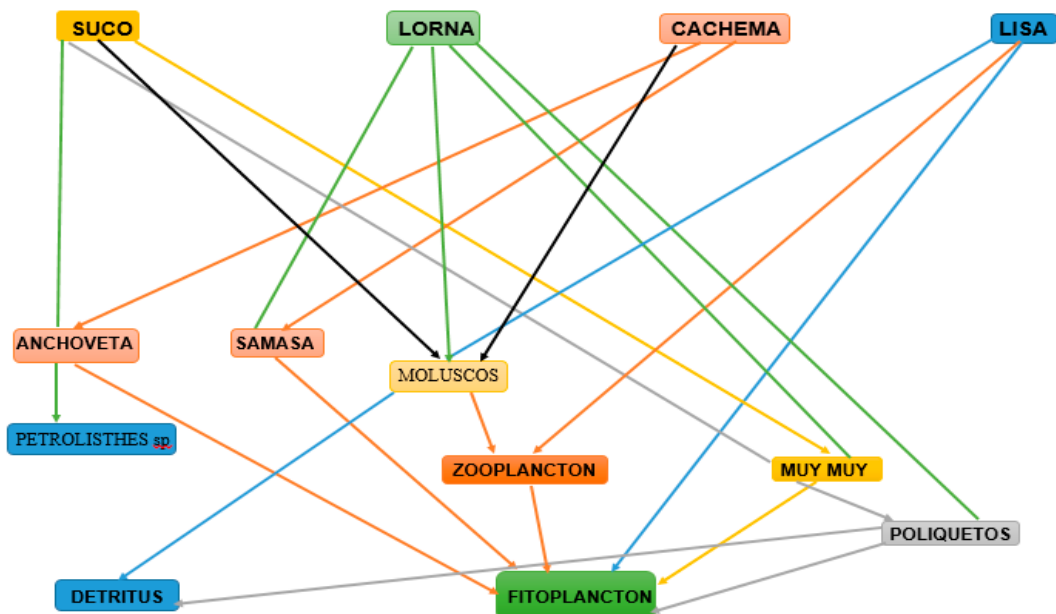 SUCO
LORNA
CACHEMA
LISA
ANCHOVETA
SAMASA
MOLUSCOS
PETROLISTHES sp
ZOOPLANCTON
MUY MUY
POLIQUETOS
DETRITUS
FITOPLANCTON